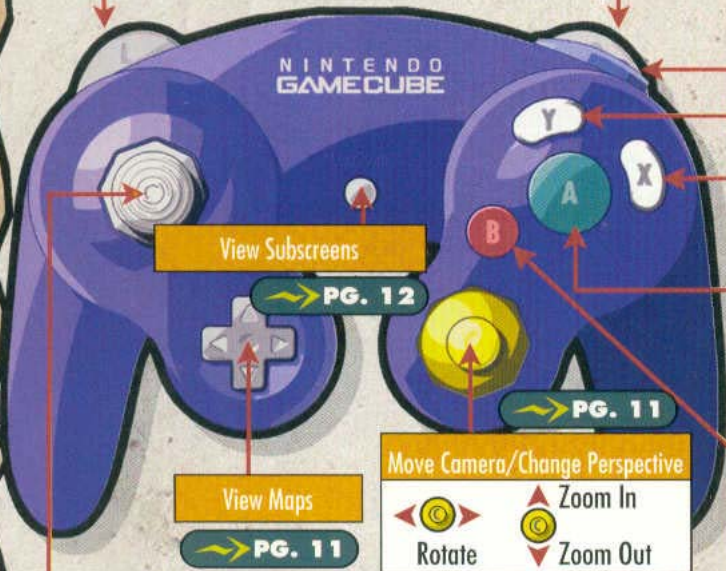 L
NINTENDO
GAMECUBE
Y
X
A
B
View Subscreens
PG. 12
C
PG. 11
Move Camera/Change Perspective
View Maps
PG. 11
C
Rotate
Zoom In
C
Zoom Out